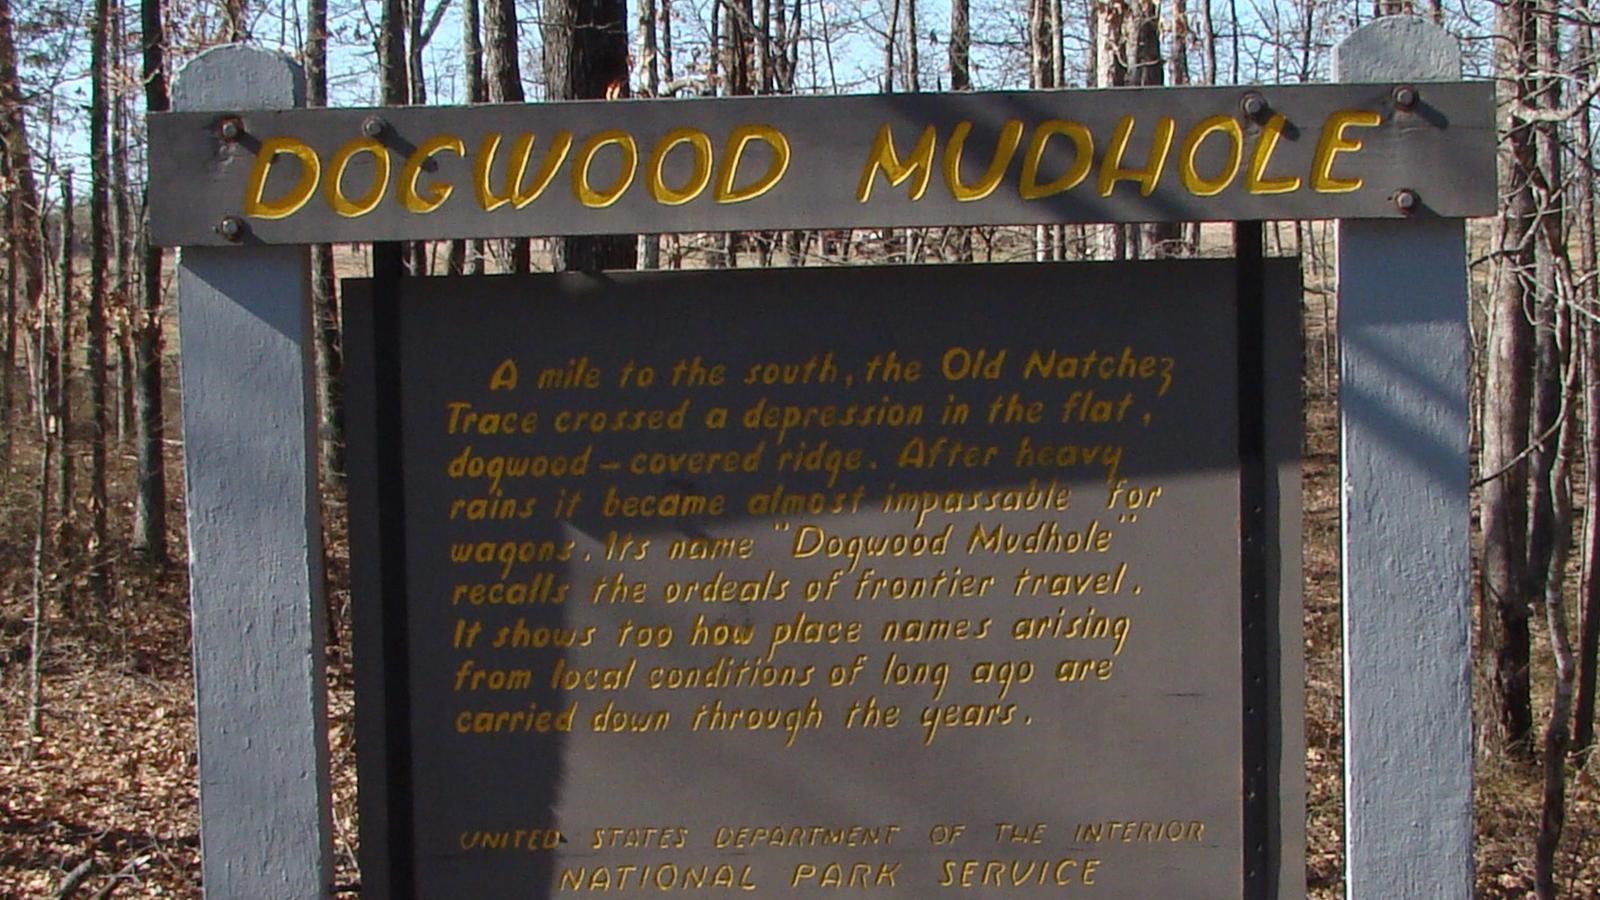 DOGWOOD MUDHOLE
A mile to the south, the Old Natchez
Trace crossed a depression in the flat,
dogwood-covered ridge. After heavy
rains it became almost impassable for
wagons. Its name "Dogwood Mudhole"
recalls the ordeals of frontier travel.
It shows too how place names arising
from local conditions of long ago are
carried down through the years.
UNITED STATES DEPARTMENT OF THE INTERIOR
NATIONAL PARK SERVICE